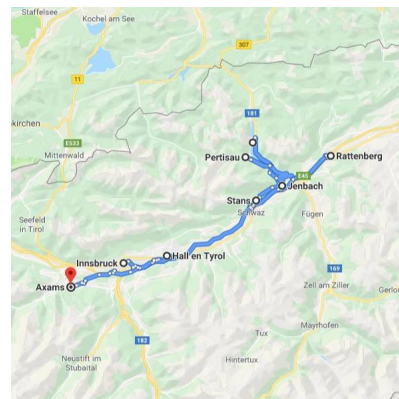 Staffelsee
Kochel am See
307
11
181
kirchen
E533
Mittenwald
Pertisau
Rattenberg
E45
Jenbach
Stans
Schwaz
Fügen
Seefeld
in Tirol
Hall en Tyrol
Innsbruck
169
Axams
Zell am Ziller
Gerlo
Mayrhofen
182
Tux
Neustift im
Stubaital
Hintertux